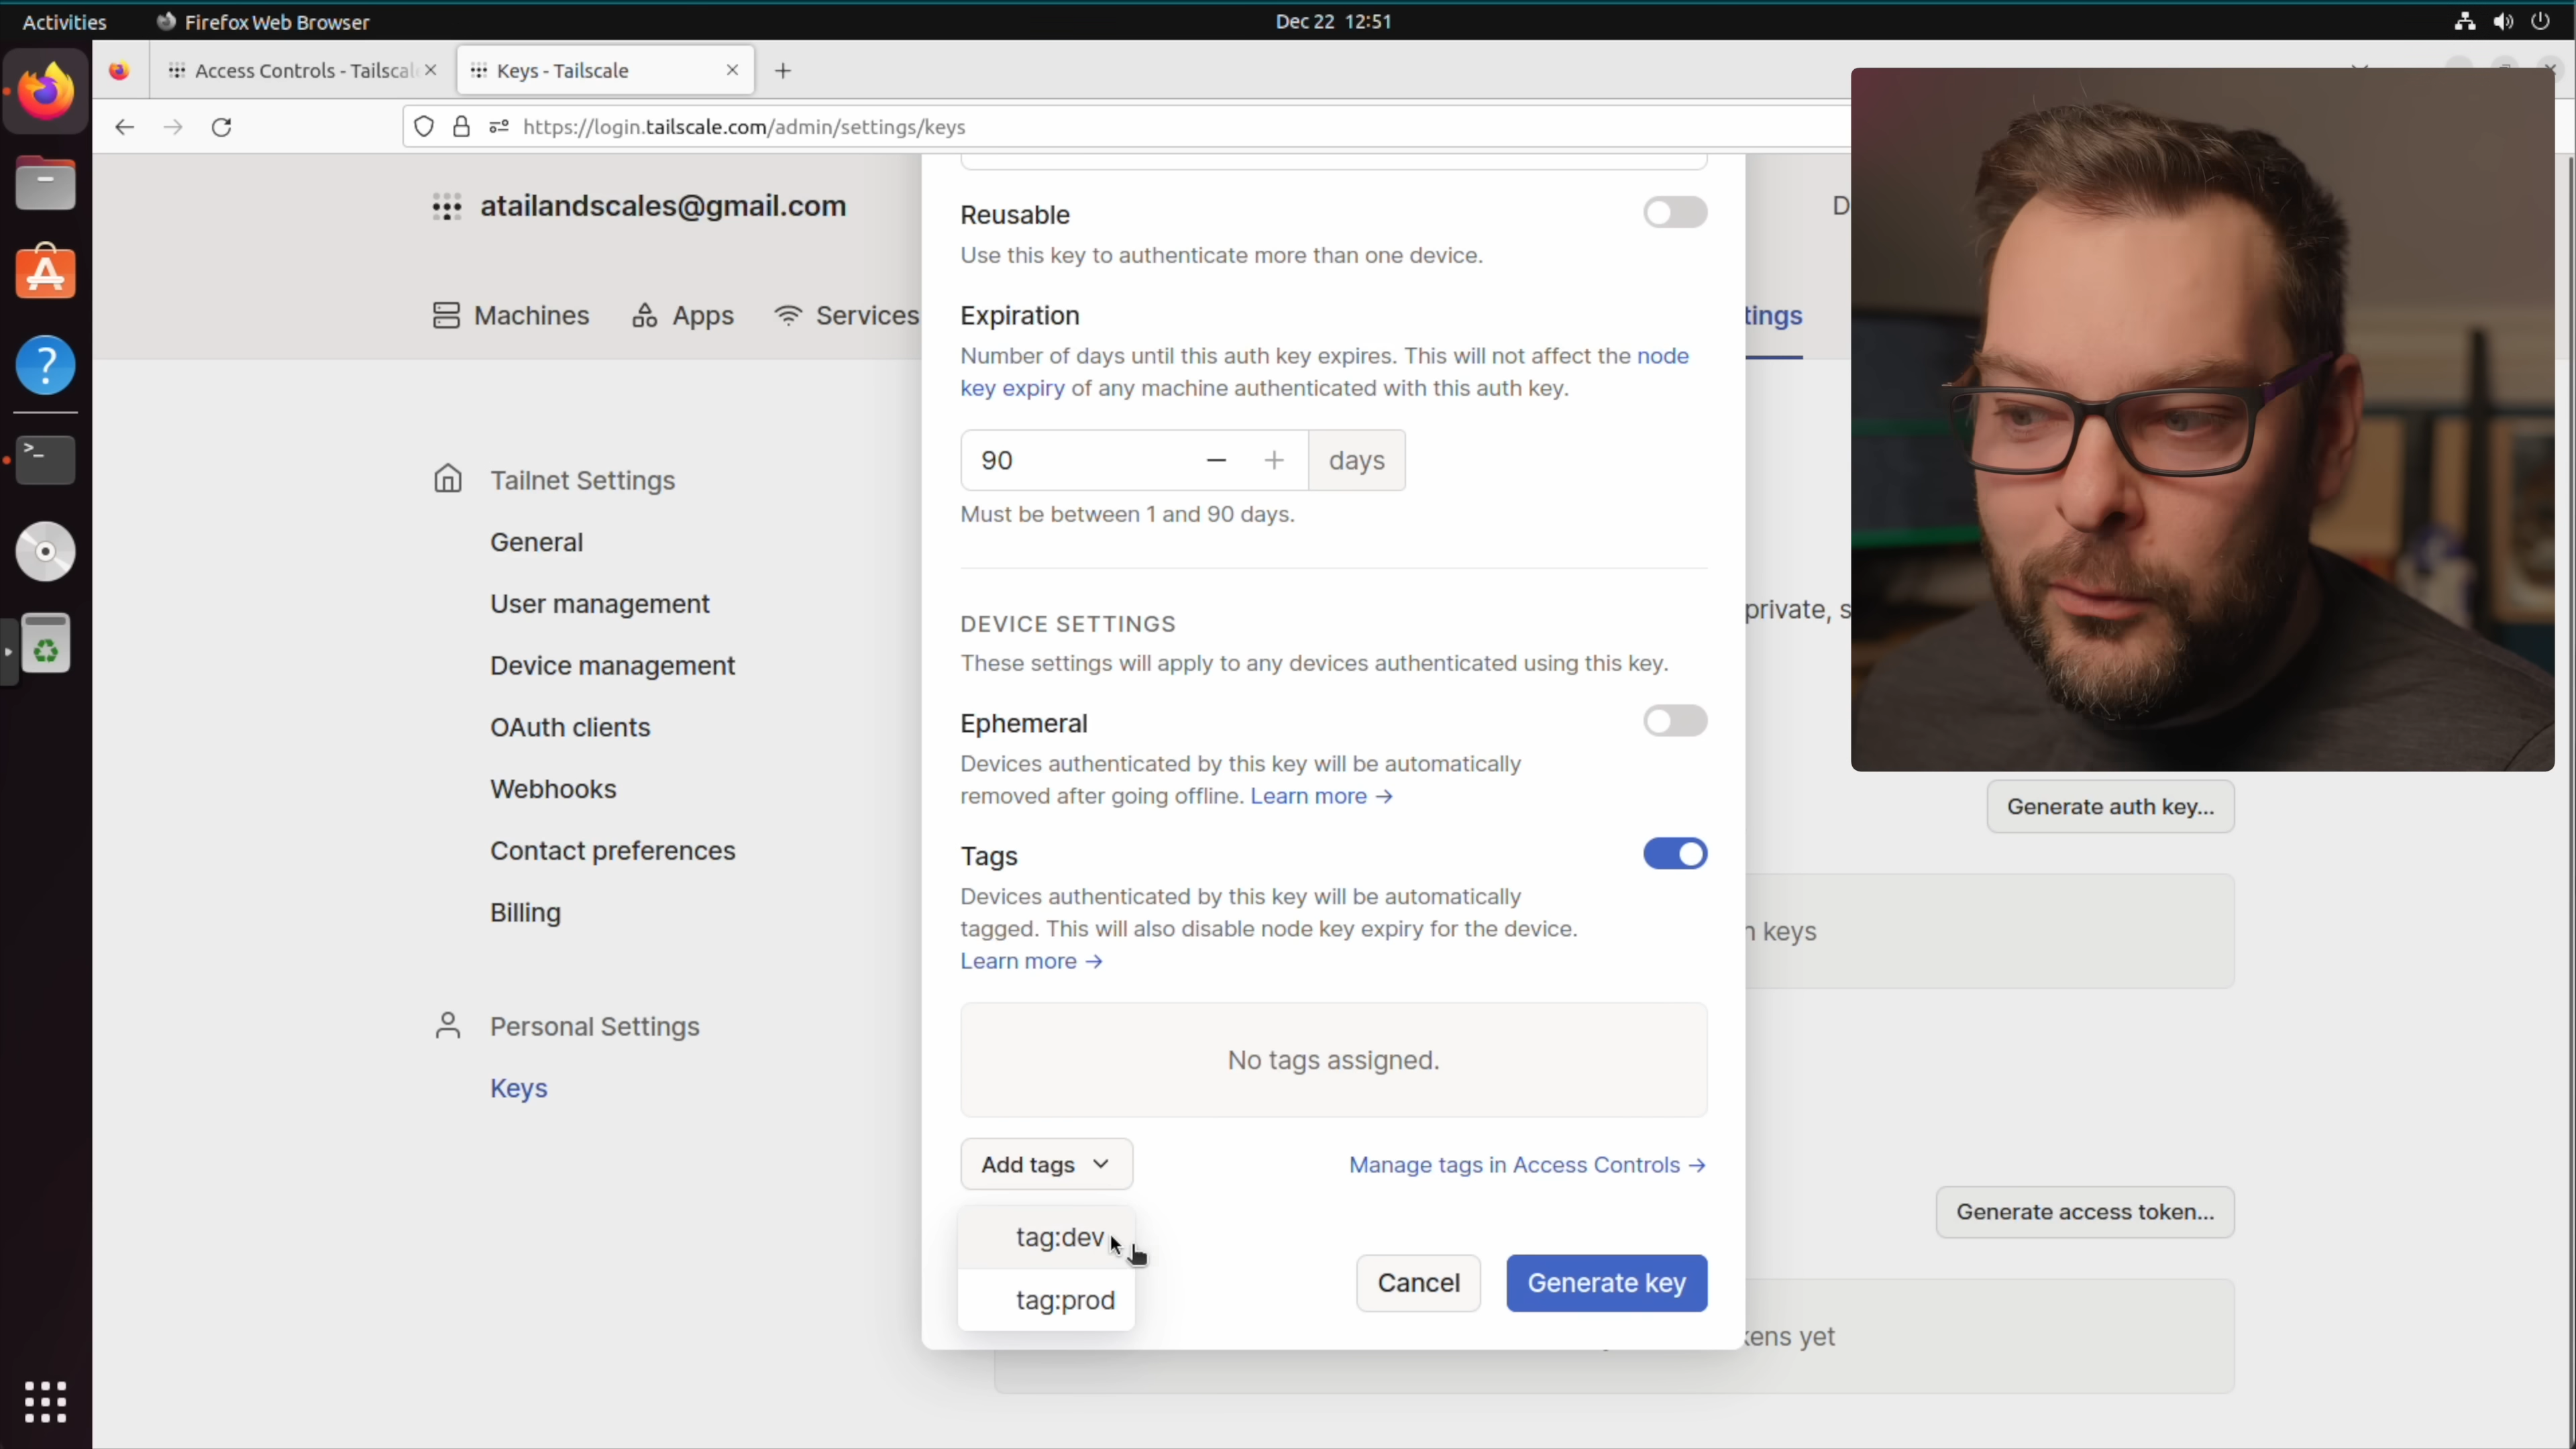 Activities
Firefox Web Browser
Dec 22 12:51
Access Controls - Tailscal
Keys - Tailscale
https://login.tailscale.com/admin/settings/keys
atailandscales@gmail.com
D
Machines
Apps
Services
tings
Tailnet Settings
General
User management
Device management
OAuth clients
Webhooks
Contact preferences
Billing
Personal Settings
Keys
Reusable
Use this key to authenticate more than one device.
Expiration
Number of days until this auth key expires. This will not affect the node
key expiry of any machine authenticated with this auth key.
90
days
Must be between 1 and 90 days.
DEVICE SETTINGS
These settings will apply to any devices authenticated using this key.
Ephemeral
Devices authenticated by this key will be automatically
removed after going offline. Learn more →
Tags
Devices authenticated by this key will be automatically
tagged. This will also disable node key expiry for the device.
Learn more →
No tags assigned.
Add tags
Manage tags in Access Controls →
tag:dev
tag:prod
Cancel
Generate key
private, s
Generate auth key...
keys
Generate access token...
kens yet